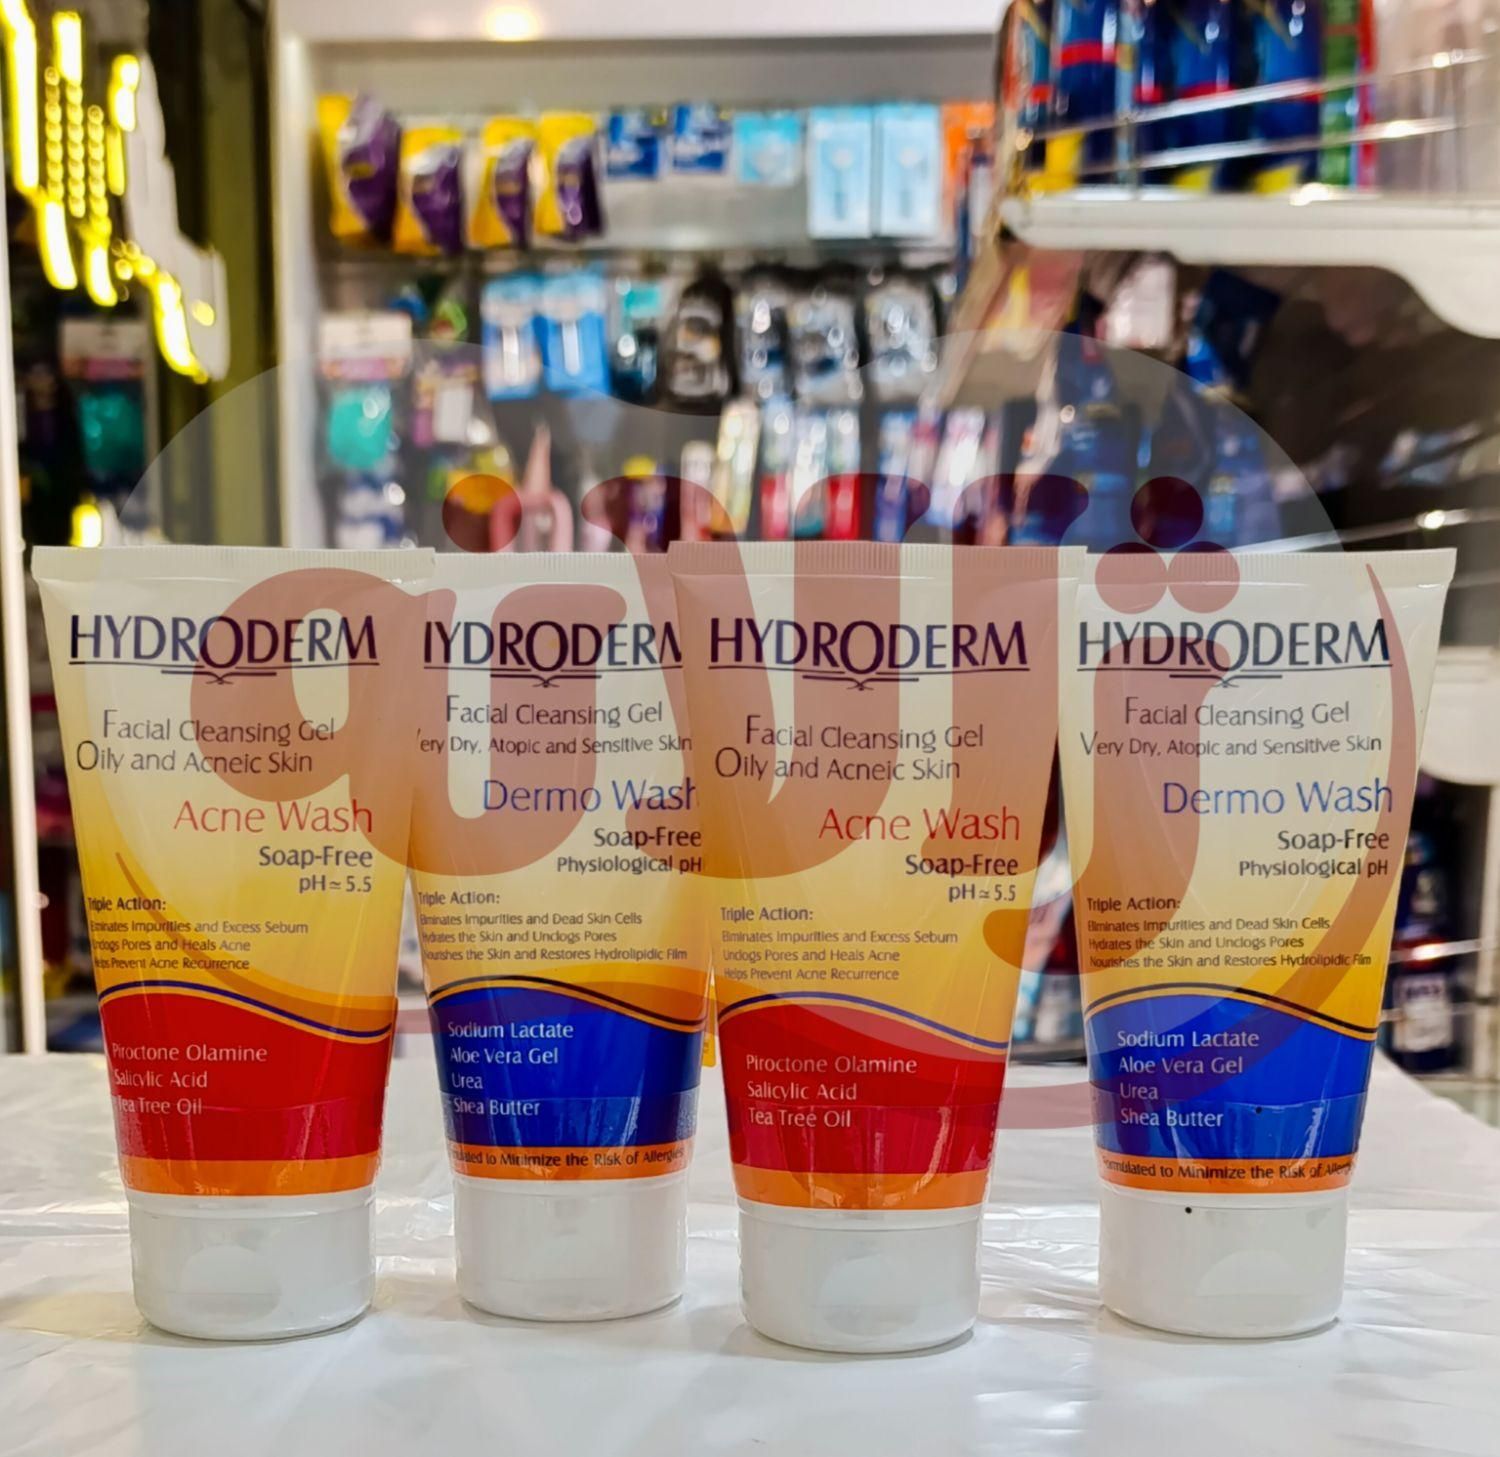 HYDRODERM
Facial Cleansing Gel
Oily and Acneic Skin
Acne Wash
Soap-Free
pH≃5.5
Triple Action:
Eliminates Impurities and Excess Sebum
Unclogs Pores and Heals Acne
Helps Prevent Acne Recurrence
Piroctone Olamine
Salicylic Acid
Tea Tree Oil
HYDRODERM
Facial Cleansing Gel
Very Dry, Atopic and Sensitive Skin
Dermo Wash
Soap-Free
Physiological pH
Triple Action:
Eliminates Impurities and Dead Skin Cells
Hydrates the Skin and Unclogs Pores
Nourishes the Skin and Restores Hydrolipidic Film
Sodium Lactate
Aloe Vera Gel
Urea
Shea Butter
Formulated to Minimize the Risk of Allergies
HYDRODERM
Facial Cleansing Gel
Oily and Acneic Skin
Acne Wash
Soap-Free
pH≃5.5
Triple Action:
Eliminates Impurities and Excess Sebum
Unclogs Pores and Heals Acne
Helps Prevent Acne Recurrence
Piroctone Olamine
Salicylic Acid
Tea Tree Oil
HYDRODERM
Facial Cleansing Gel
Very Dry, Atopic and Sensitive Skin
Dermo Wash
Soap-Free
Physiological pH
Triple Action:
Eliminates Impurities and Dead Skin Cells
Hydrates the Skin and Unclogs Pores
Nourishes the Skin and Restores Hydrolipidic Film
Sodium Lactate
Aloe Vera Gel
Urea
Shea Butter
Formulated to Minimize the Risk of Allergies